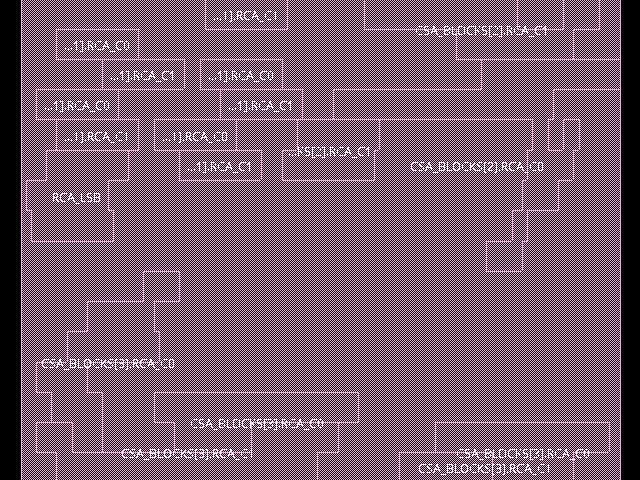 ...1].RCA_C1
CSA_BLOCKS[2].RCA_C1
...1].RCA_C0
...1].RCA_C1
...1].RCA_C0
...1].RCA_C0
...1].RCA_C1
...1].RCA_C1
...1].RCA_C0
...KS[2].RCA_C1
...1].RCA_C1
CSA_BLOCKS[2].RCA_C0
RCA_LSB
CSA_BLOCKS[3].RCA_C0
CSA_BLOCKS[3].RCA_C0
CSA_BLOCKS[3].RCA_C
CSA_BLOCKS[3].RCA_C0
CSA_BLOCKS[3].RCA_C1